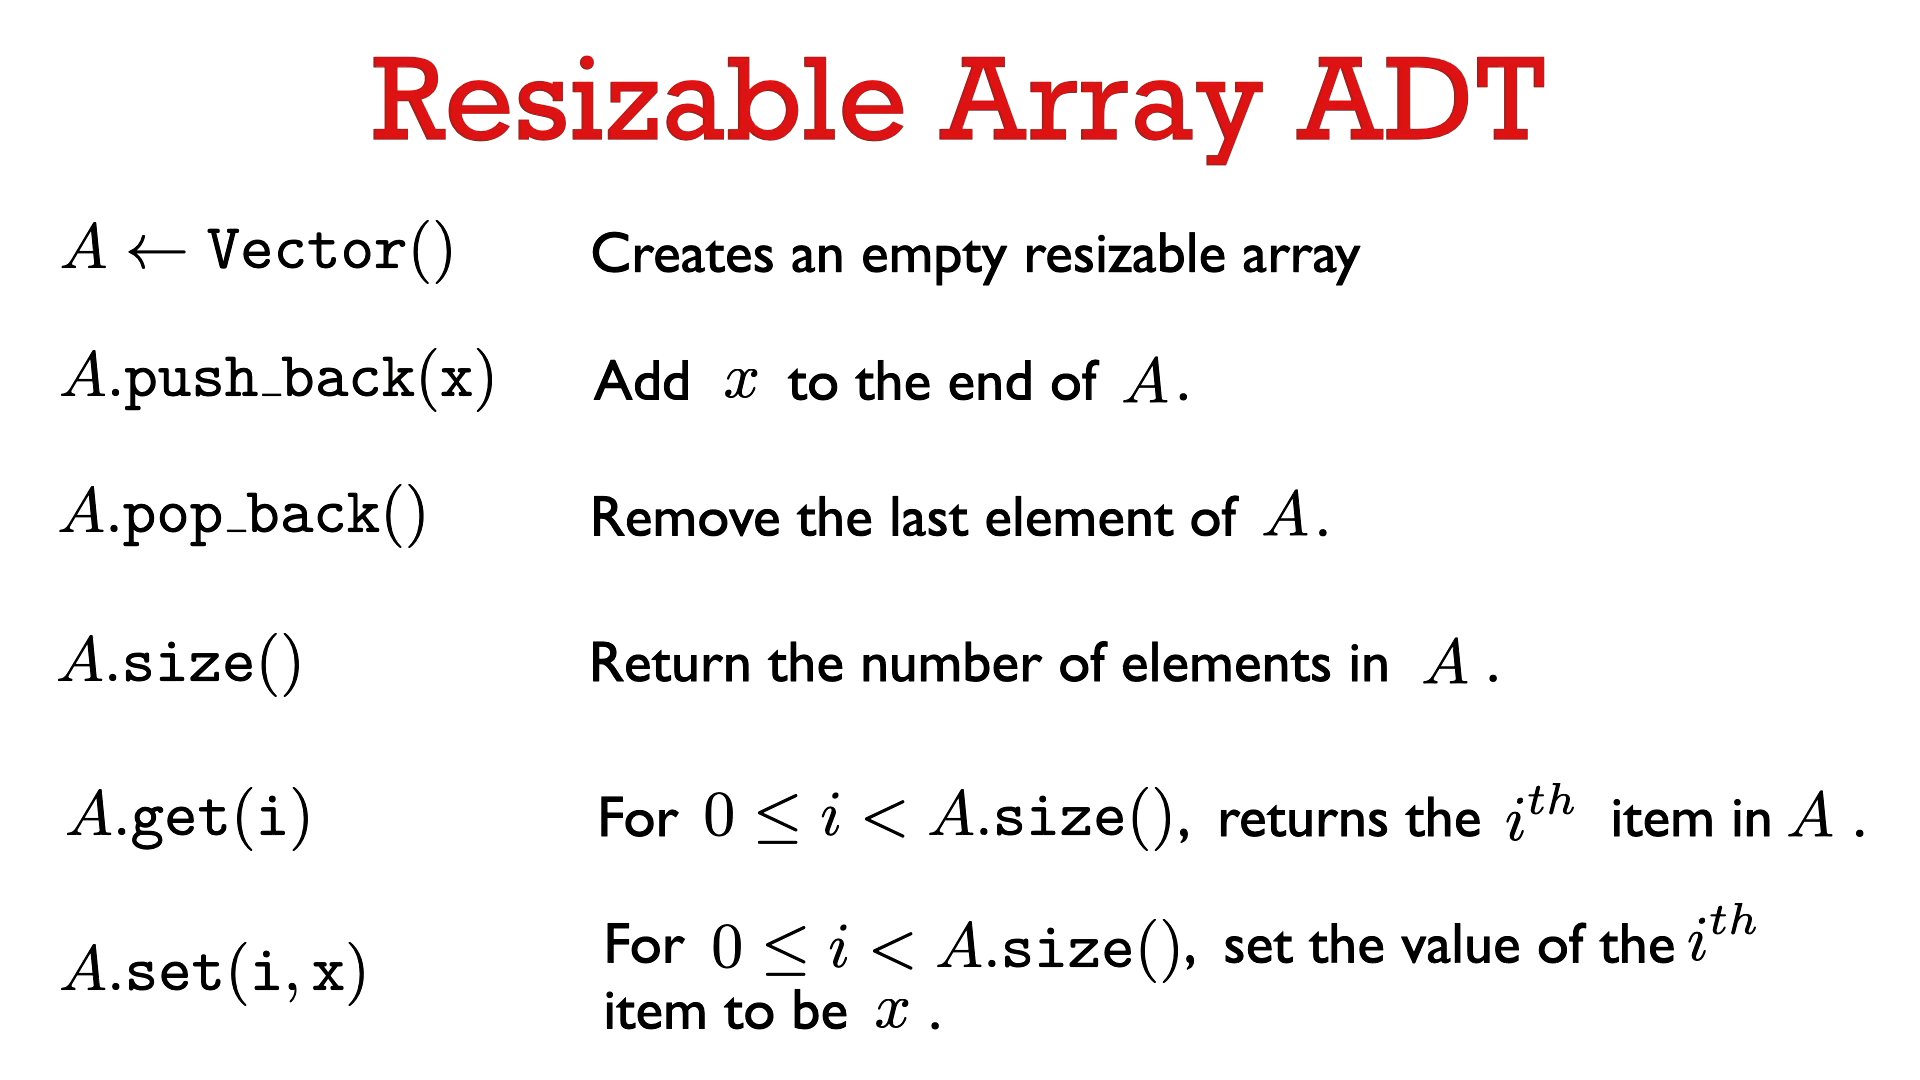 Resizable Array ADT
A ← Vector() Creates an empty resizable array
A.push_back(x) Add x to the end of A.
A.pop_back() Remove the last element of A.
A.size() Return the number of elements in A .
A.get(i) For 0 ≤ i < A.size(), returns the i^{th} item in A .
A.set(i, x) For 0 ≤ i < A.size(), set the value of the i^{th}
item to be x .